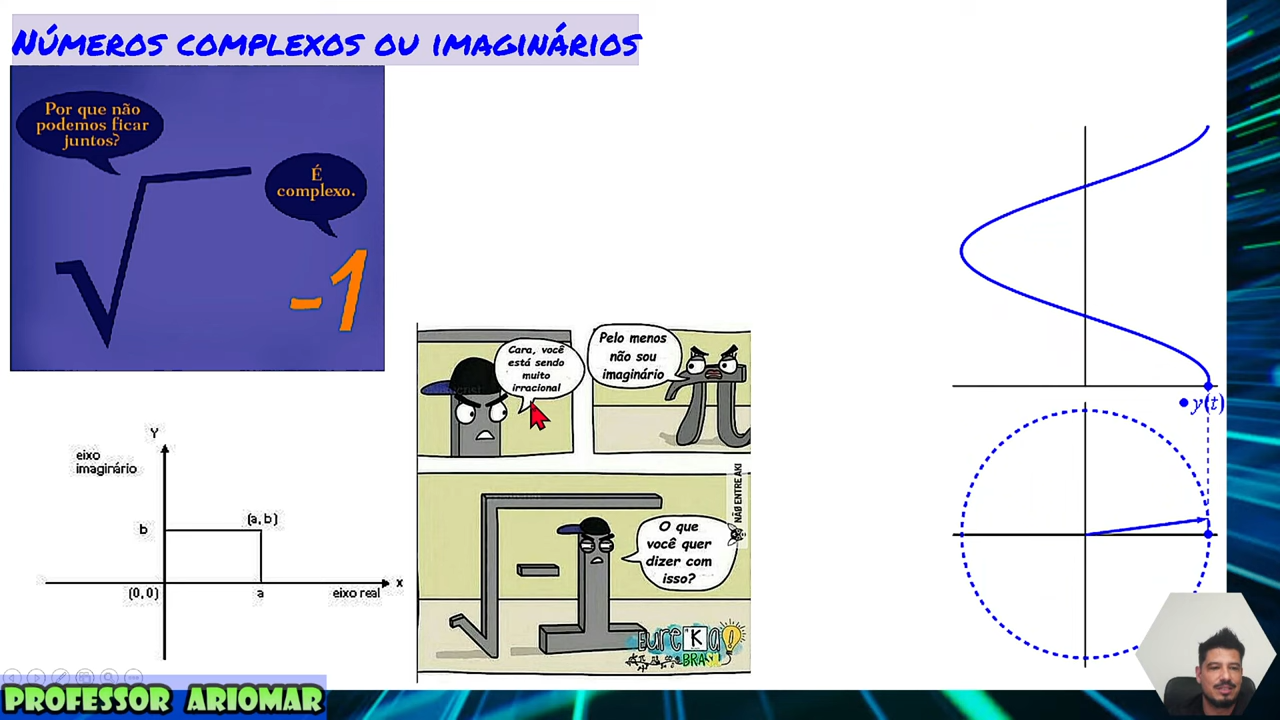 Números complexos ou imaginários
Por que não
podemos ficar
juntos?
É
complexo.
-1
Cara, você
está sendo
muito
irracional
Pelo menos
não sou
imaginário
O que
você quer
dizer com
isso?
NÃO ENTRE AKI
EUREKA!
BRASIL
Y
eixo
imaginário
b
(a, b)
(0, 0)
a
eixo real
x
y(t)
PROFESSOR ARIOMAR